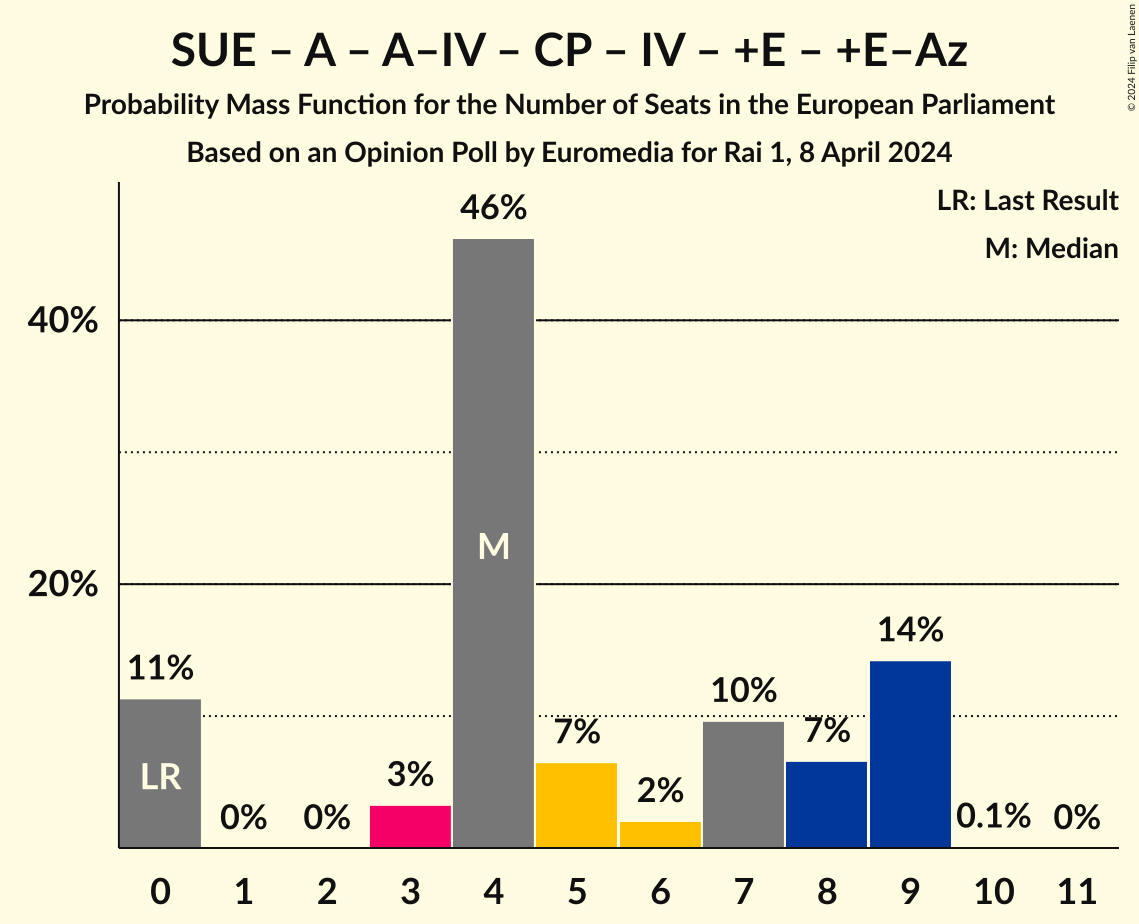 SUE – A – A–IV – CP – IV – +E – +E–Az
Probability Mass Function for the Number of Seats in the European Parliament
Based on an Opinion Poll by Euromedia for Rai 1, 8 April 2024
© 2024 Filip van Laenen
LR: Last Result
M: Median
40%
20%
11%
0%
0%
3%
46%
7%
2%
10%
7%
14%
0.1%
0%
LR
M
0 1 2 3 4 5 6 7 8 9 10 11